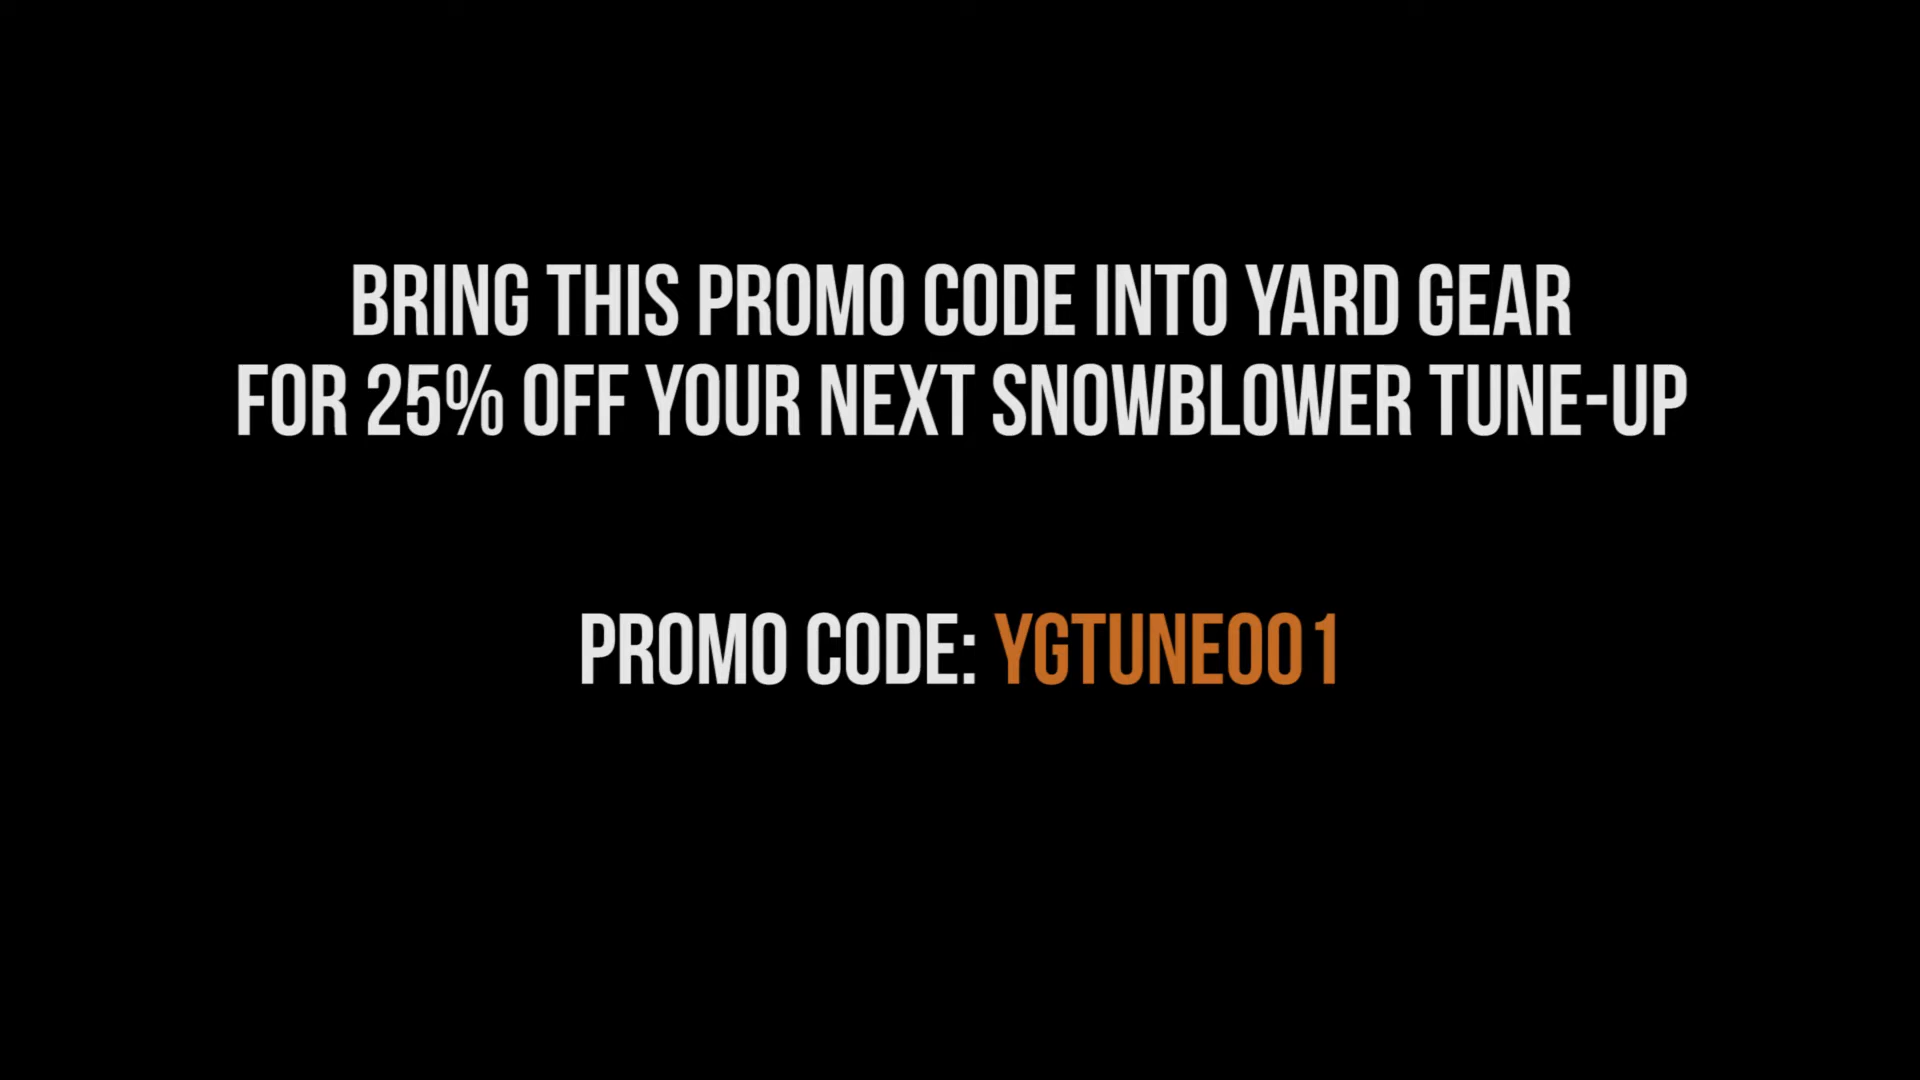 BRING THIS PROMO CODE INTO YARD GEAR
FOR 25% OFF YOUR NEXT SNOWBLOWER TUNE-UP
PROMO CODE: YGTUNE001